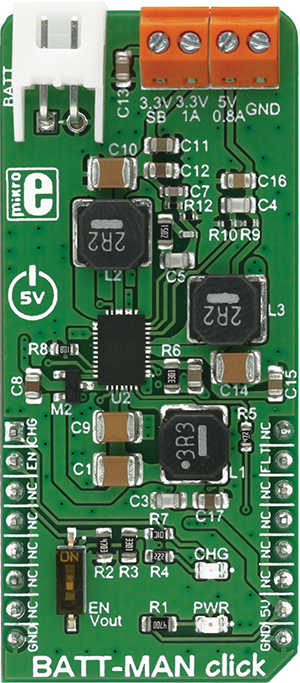 BATT
C13
3.3V 3.3V 5V GND
SB 1A 0.8A
C10
C11
C12
C7
R12
C16
C4
R10 R9
mikro
e
2R2
L2
C5
5V
2R2
L3
R8
R6
C8
M2
U2
C14
C15
C9
3R3
L1
R5
472
C1
C3
C17
CHG
EN
NC
NC
NC
NC
NC
GND
NC
FLT
NC
NC
NC
NC
5V
GND
ON
R2 R3
R7
R4
222
CHG
EN
Vout
R1
PWR
BATT-MAN click